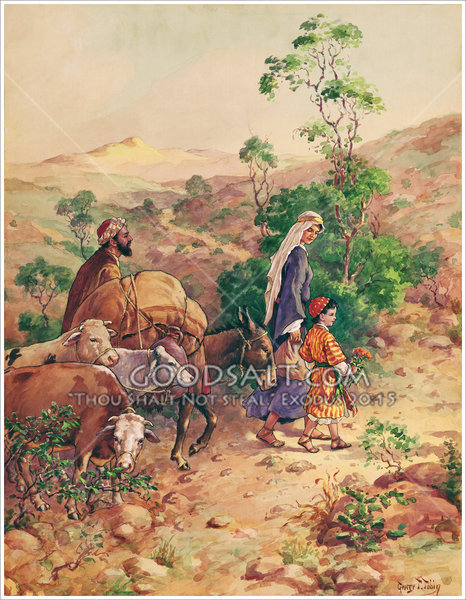 GOODSALT.COM
"THOU SHALT NOT STEAL," EXODUS 20:15